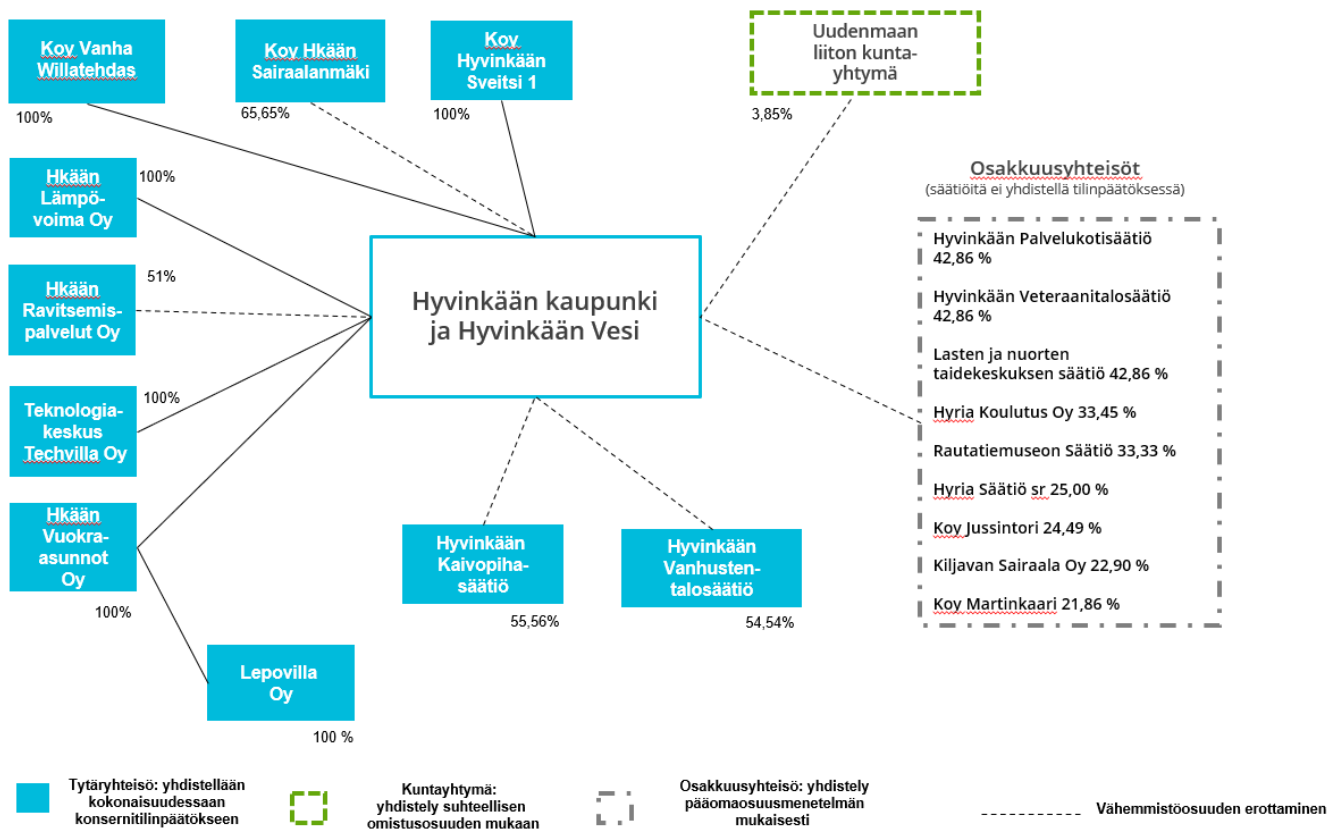 Koy Vanha
Willatehdas
100%
Koy Hkään
Sairaalanmäki
65,65%
Koy
Hyvinkään
Sveitsi 1
100%
Uudenmaan
liiton kunta-
yhtymä
3,85%
Hkään
Lämpö-
voima Oy
100%
Hkään
Ravitsemis-
palvelut Oy
51%
Teknologia-
keskus
Techvilla Oy
100%
Hkään
Vuokra-
asunnot
Oy
100%
Lepovilla
Oy
100 %
Hyvinkään kaupunki
ja Hyvinkään Vesi
Hyvinkään
Kaivopiha-
säätiö
55,56%
Hyvinkään
Vanhusten-
talosäätiö
54,54%
Osakkuusyhteisöt
(säätiöitä ei yhdistellä tilinpäätöksessä)
Hyvinkään Palvelukotisäätiö
42,86 %
Hyvinkään Veteraanitalosäätiö
42,86 %
Lasten ja nuorten
taidekeskuksen säätiö 42,86 %
Hyria Koulutus Oy 33,45 %
Rautatiemuseon Säätiö 33,33 %
Hyria Säätiö sr 25,00 %
Koy Jussintori 24,49 %
Kiljavan Sairaala Oy 22,90 %
Koy Martinkaari 21,86 %
Tytäryhteisö: yhdistellään
kokonaisuudessaan
konsernitilinpäätökseen
Kuntayhtymä:
yhdistely suhteellisen
omistusosuuden mukaan
Osakkuusyhteisö: yhdistely
pääomaosuusmenetelmän
mukaisesti
Vähemmistöosuuden erottaminen